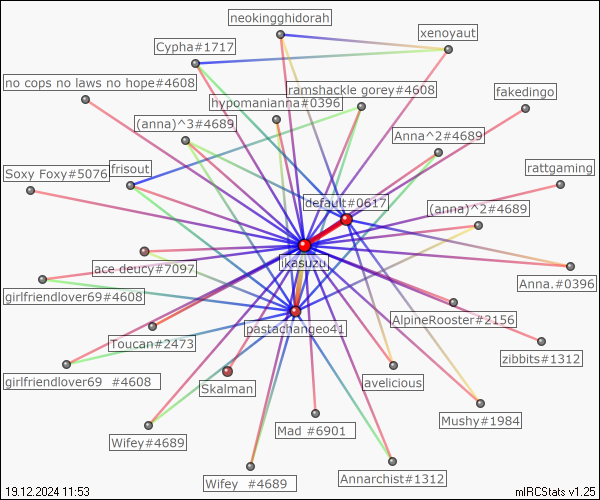 neokingghidorah
xenoyaut
Cypha#1717
no cops no laws no hope#4608
ramshackle gorey#4608
hypomanianna#0396
fakedingo
(anna)^3#4689
Anna^2#4689
Soxy Foxy#5076
frisout
rattgaming
default#0617
(anna)^2#4689
likasuzu
ace deucy#7097
Anna.#0396
girlfriendlover69#4608
pastachangeo41
AlpineRooster#2156
Toucan#2473
zibbits#1312
girlfriendlover69 #4608
Skalman
avelicious
Mushy#1984
Wifey#4689
Mad #6901
Wifey #4689
Annarchist#1312
19.12.2024 11:53
mIRCStats v1.25